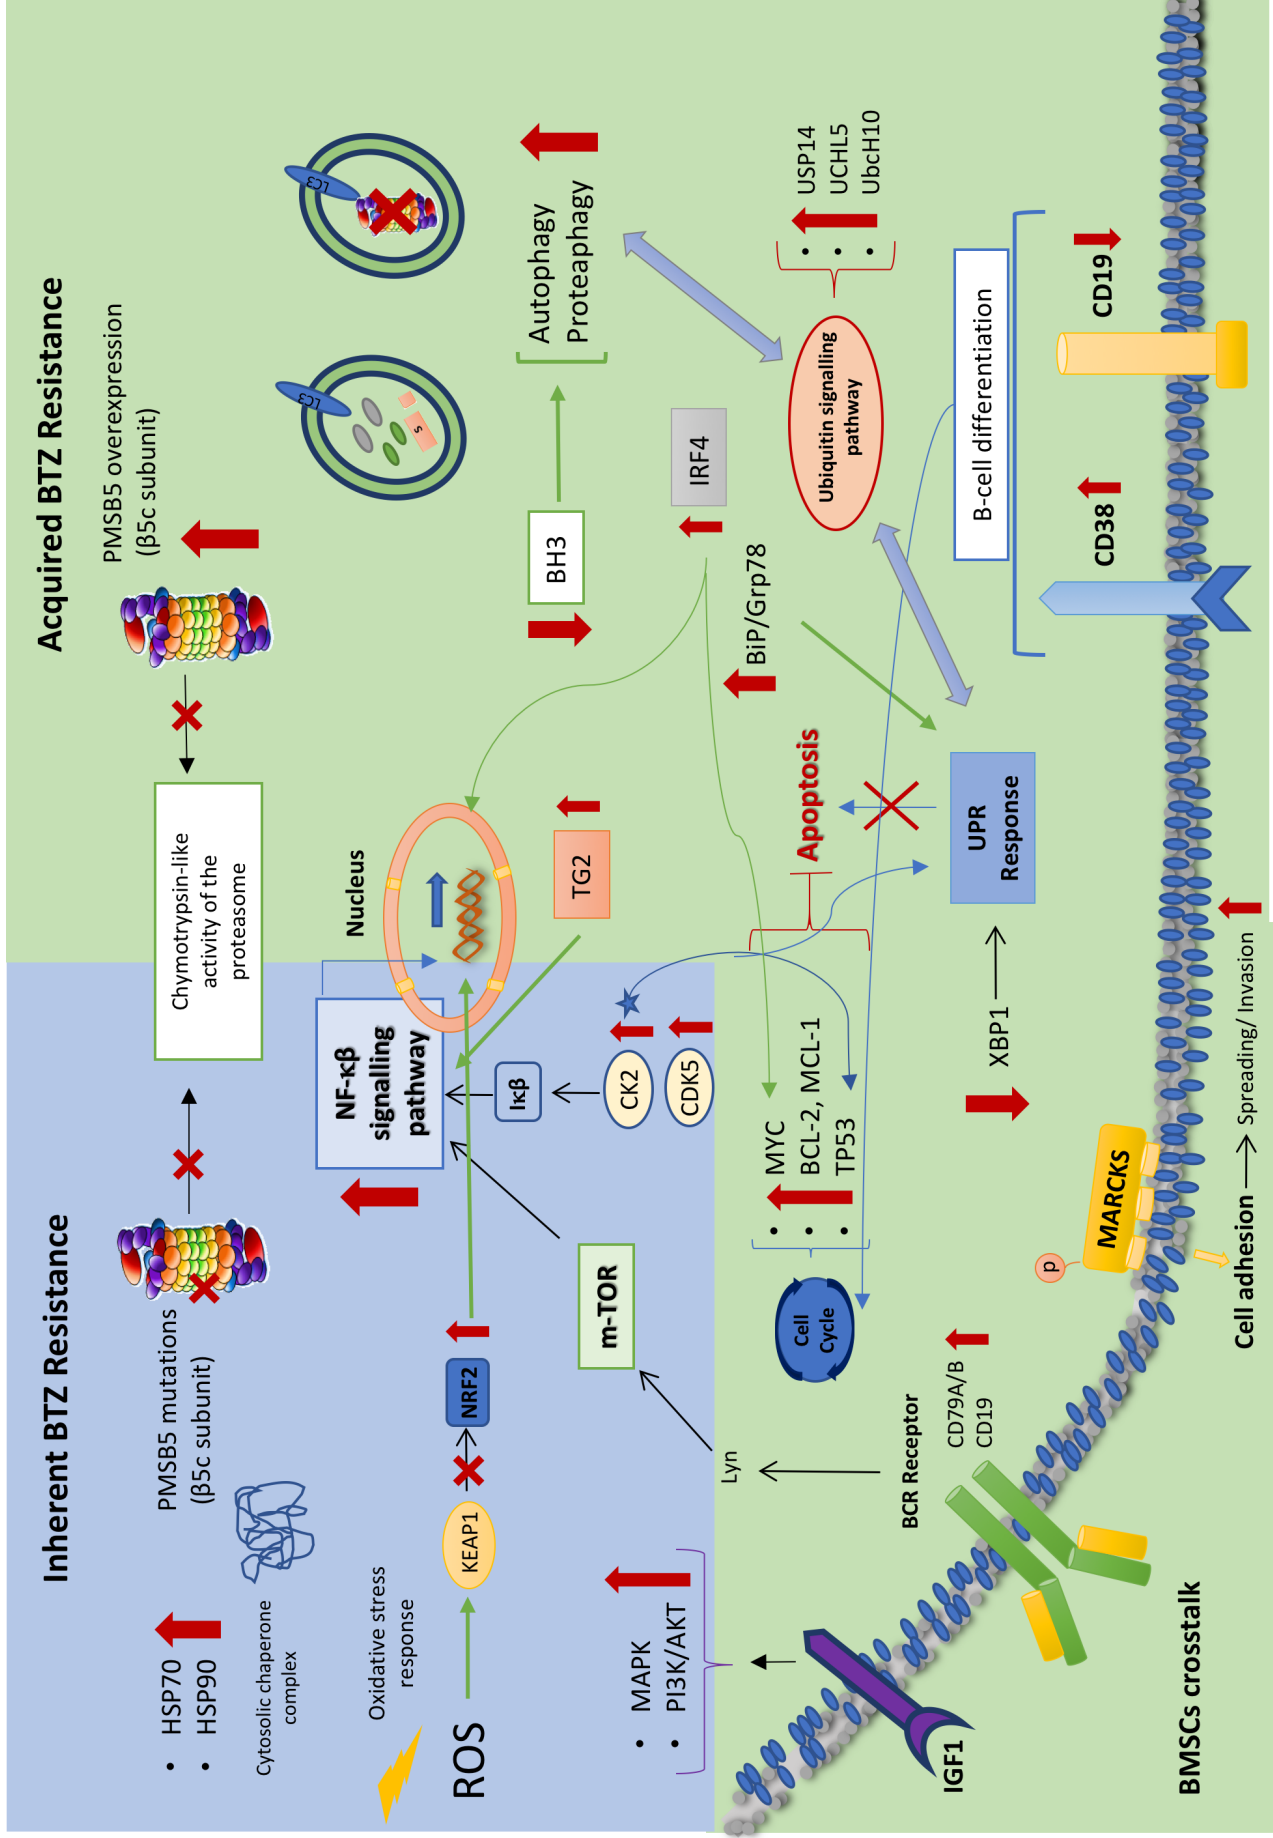 Inherent BTZ Resistance
Acquired BTZ Resistance
• HSP70
• HSP90
Cytosolic chaperone
complex
PMSB5 mutations
(β5c subunit)
Chymotrypsin-like
activity of the
proteasome
PMSB5 overexpression
(β5c subunit)
LC3
s
LC3
Oxidative stress
response
ROS
KEAP1
NRF2
NF-κβ
signalling
pathway
Nucleus
Iκβ
CK2
CDK5
TG2
BH3
Autophagy
Proteaphagy
IRF4
• MAPK
• PI3K/AKT
m-TOR
Lyn
Cell
Cycle
• MYC
• BCL-2, MCL-1
• TP53
Apoptosis
BiP/Grp78
Ubiquitin signalling
pathway
• USP14
• UCHL5
• UbcH10
BCR Receptor
CD79A/B
CD19
XBP1
UPR
Response
B-cell differentiation
CD38
CD19
IGF1
P
MARCKS
BMSCs crosstalk
Cell adhesion
Spreading/ Invasion